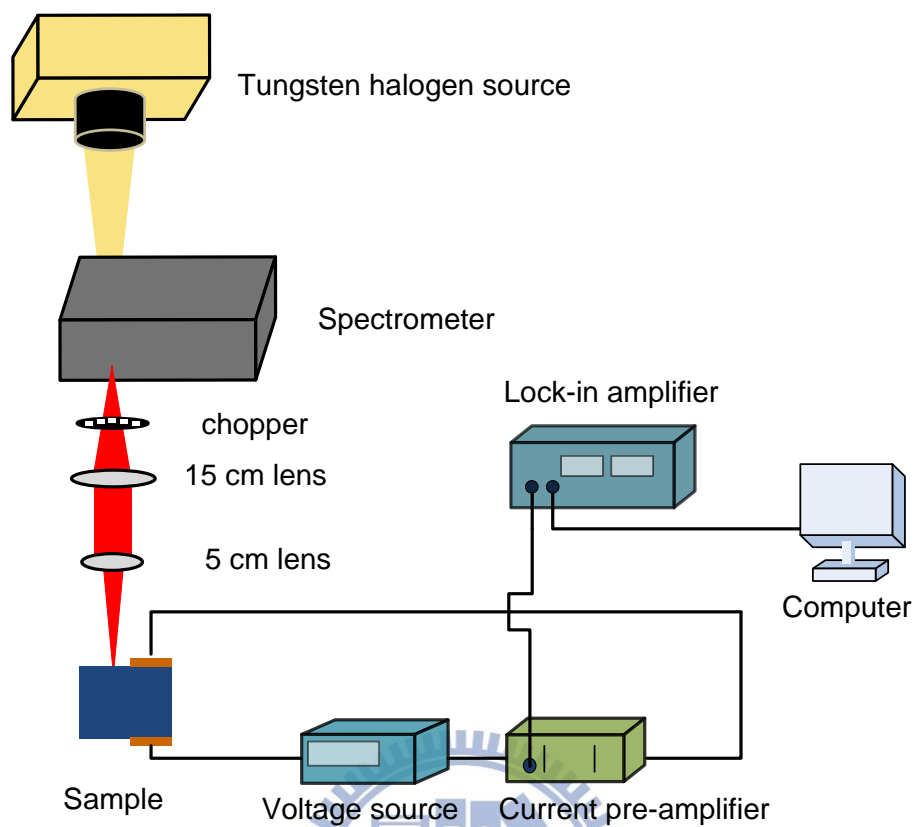 Tungsten halogen source
Spectrometer
Lock-in amplifier
chopper
15 cm lens
5 cm lens
Computer
Sample
Voltage source
Current pre-amplifier